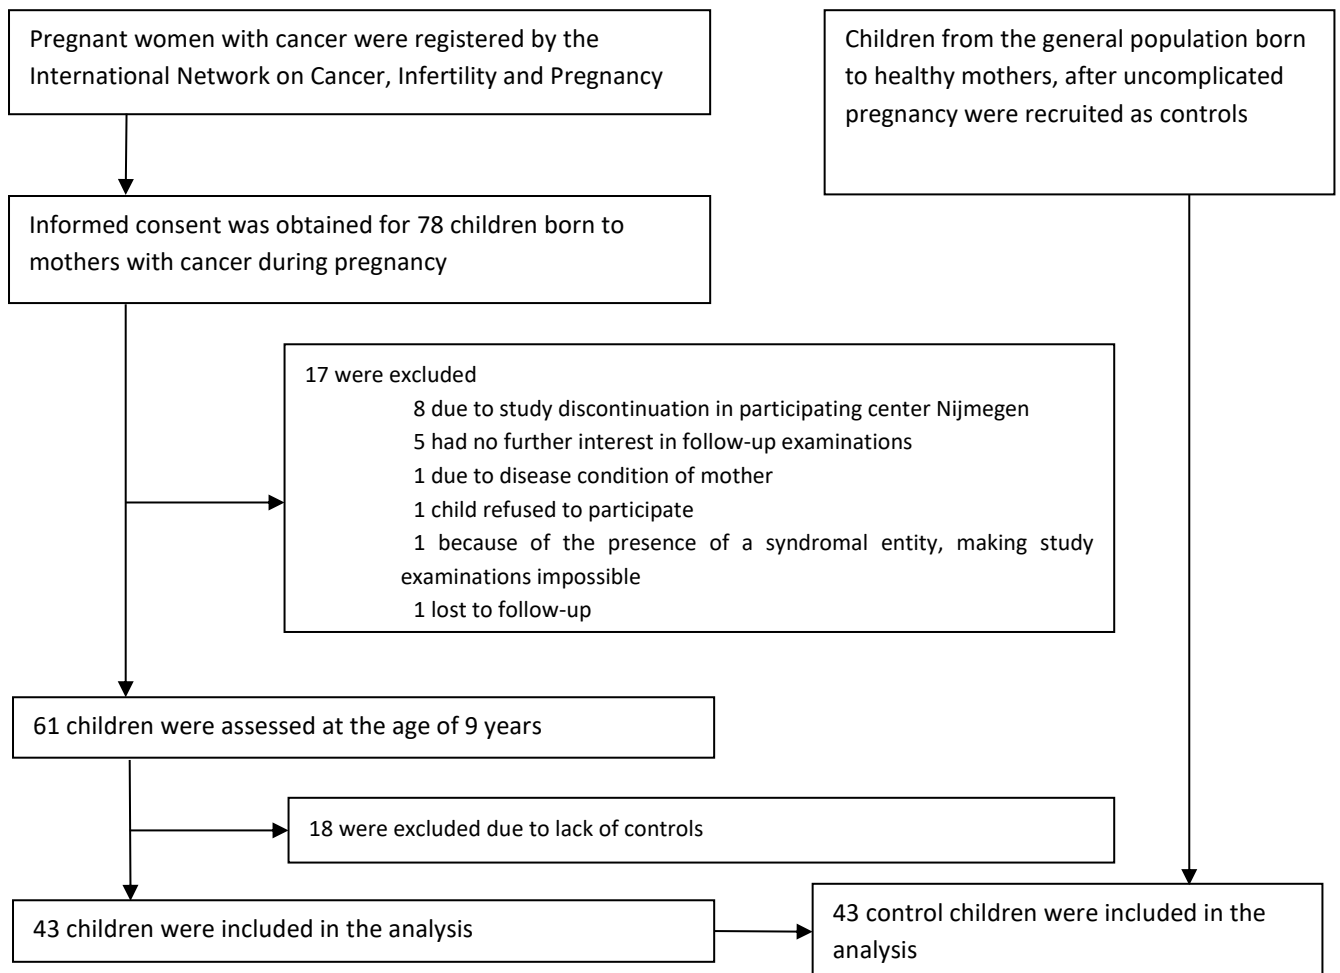 Pregnant women with cancer were registered by the
International Network on Cancer, Infertility and Pregnancy
Children from the general population born
to healthy mothers, after uncomplicated
pregnancy were recruited as controls
Informed consent was obtained for 78 children born to
mothers with cancer during pregnancy
17 were excluded
8 due to study discontinuation in participating center Nijmegen
5 had no further interest in follow-up examinations
1 due to disease condition of mother
1 child refused to participate
1 because of the presence of a syndromal entity, making study
examinations impossible
1 lost to follow-up
61 children were assessed at the age of 9 years
18 were excluded due to lack of controls
43 children were included in the analysis
43 control children were included in the
analysis